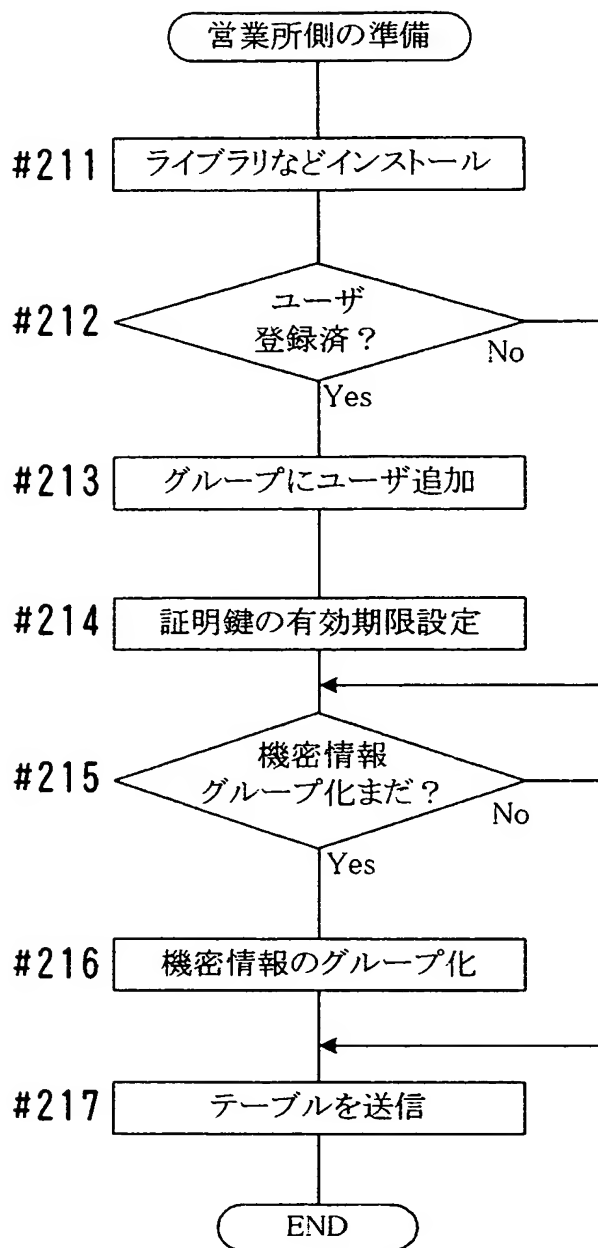 営業所側の準備
#211 ライブラリなどインストール
#212 ユーザ
登録済?
No
Yes
#213 グループにユーザ追加
#214 証明鍵の有効期限設定
#215 機密情報
グループ化まだ?
No
Yes
#216 機密情報のグループ化
#217 テーブルを送信
END